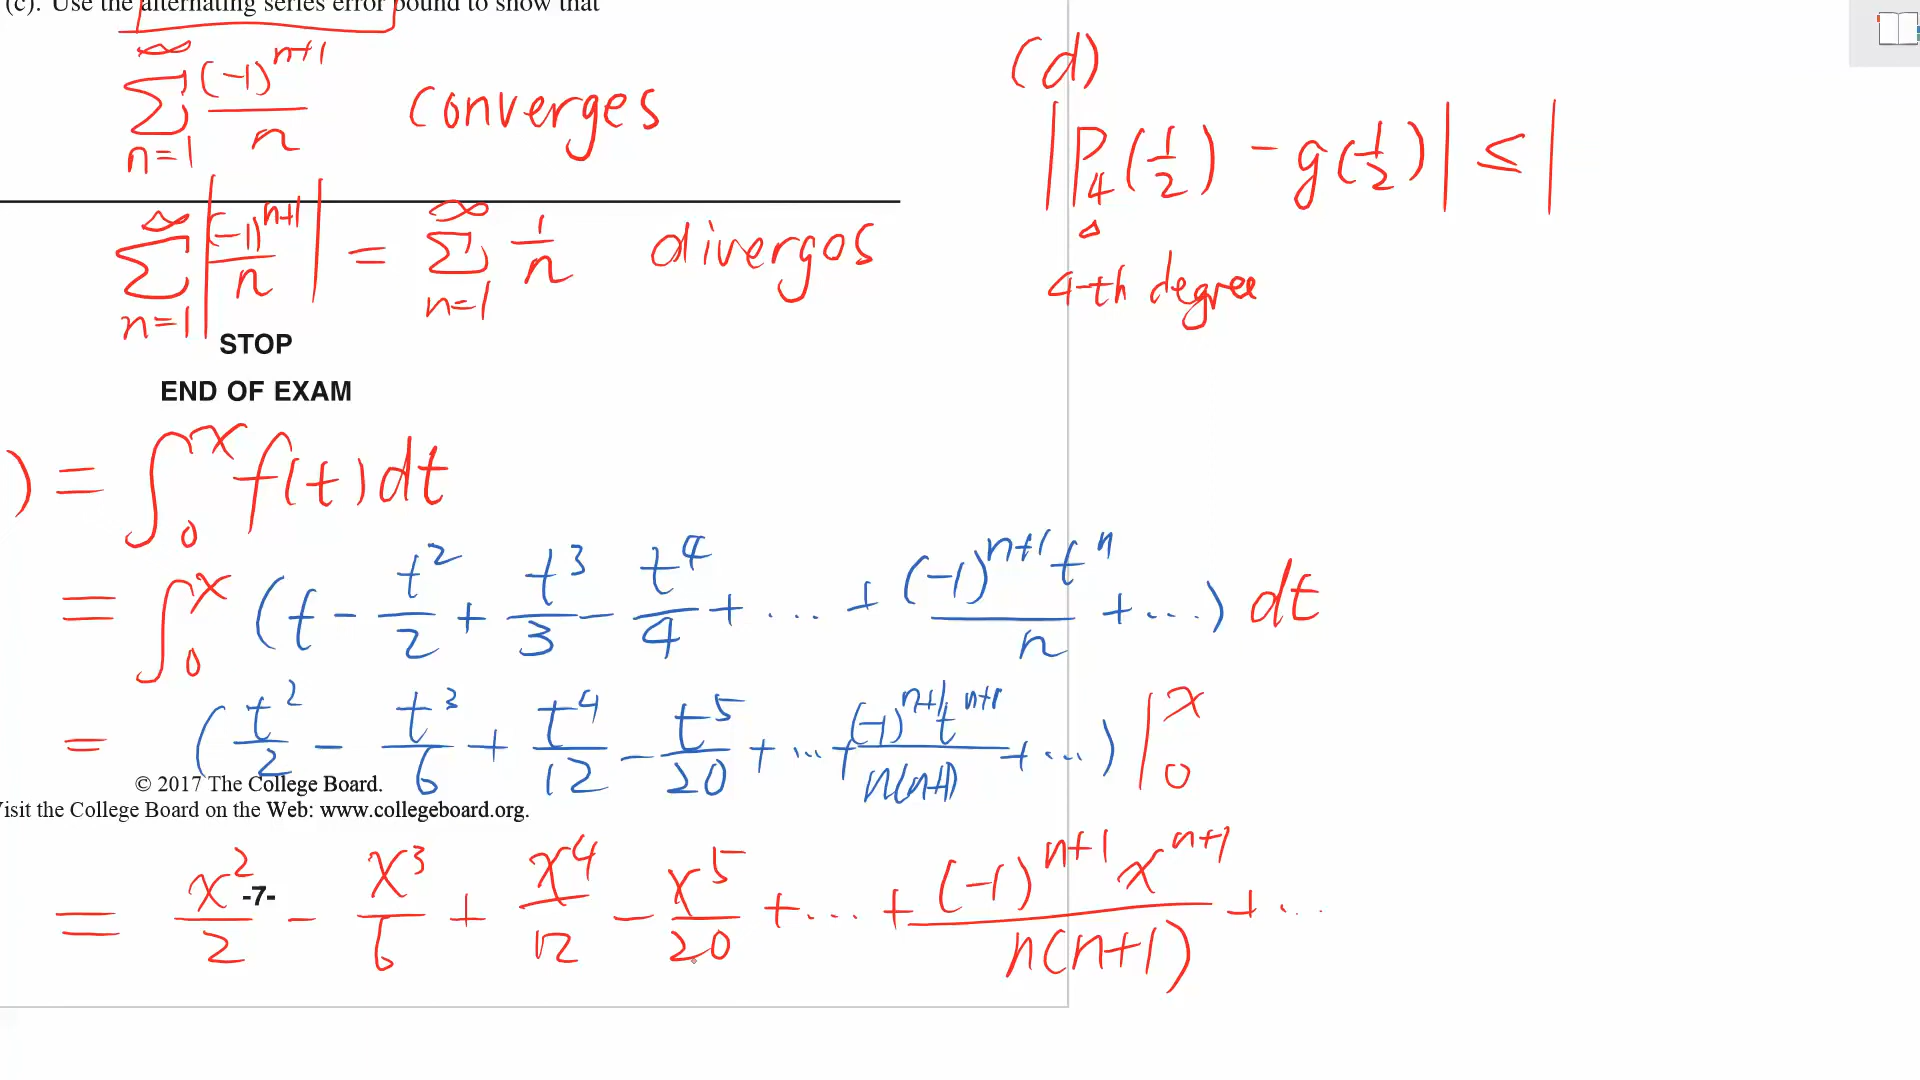 (c). Use the alternating series error bound to show that
∞ Σ n=1 (-1)^{n+1} / n converges
∞ Σ n=1 |(-1)^{n+1} / n| = ∞ Σ n=1 1/n divergos
STOP
END OF EXAM
) = ∫_0^x f(t)dt
= ∫_0^x (t - t^2/2 + t^3/3 - t^4/4 + ... + (-1)^{n+1} t^n / n + ...) dt
= (t^2/2 - t^3/6 + t^4/12 - t^5/20 + ... + (-1)^{n+1} t^{n+1} / n(n+1) + ...) |_0^x
© 2017 The College Board.
Visit the College Board on the Web: www.collegeboard.org.
= x^2/2 - x^3/6 + x^4/12 - x^5/20 + ... + (-1)^{n+1} x^{n+1} / n(n+1) + ...
-7-
(d)
|P_4(1/2) - g(1/2)| ≤ |
4-th degree